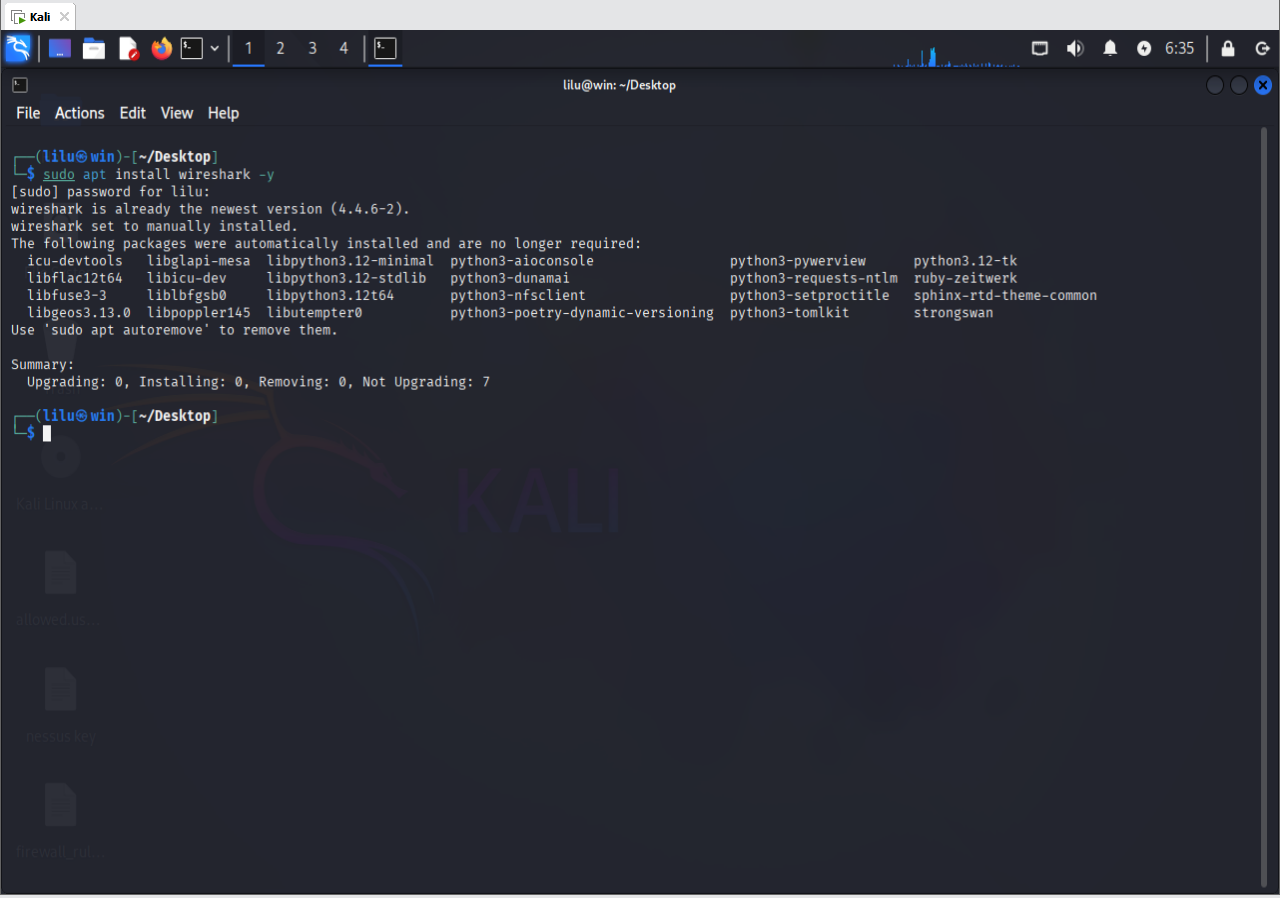 Kali
1 2 3 4 6:35
lilu@win: ~/Desktop
File Actions Edit View Help
┌──(lilu㉿win)-[~/Desktop]
└─$ sudo apt install wireshark -y
[sudo] password for lilu:
wireshark is already the newest version (4.4.6-2).
wireshark set to manually installed.
The following packages were automatically installed and are no longer required:
icu-devtools libglapi-mesa libpython3.12-minimal python3-aioconsole python3-pywerview python3.12-tk
libflac12t64 libicu-dev libpython3.12-stdlib python3-dunamai python3-requests-ntlm ruby-zeitwerk
libfuse3-3 liblbfgsb0 libpython3.12t64 python3-nfsclient python3-setproctitle sphinx-rtd-theme-common
libgeos3.13.0 libpoppler145 libutempter0 python3-poetry-dynamic-versioning python3-tomlkit strongswan
Use 'sudo apt autoremove' to remove them.
Summary:
Upgrading: 0, Installing: 0, Removing: 0, Not Upgrading: 7
┌──(lilu㉿win)-[~/Desktop]
└─$
KALI
Kali Linux a...
allowed.us...
nessus key
firewall_rul...